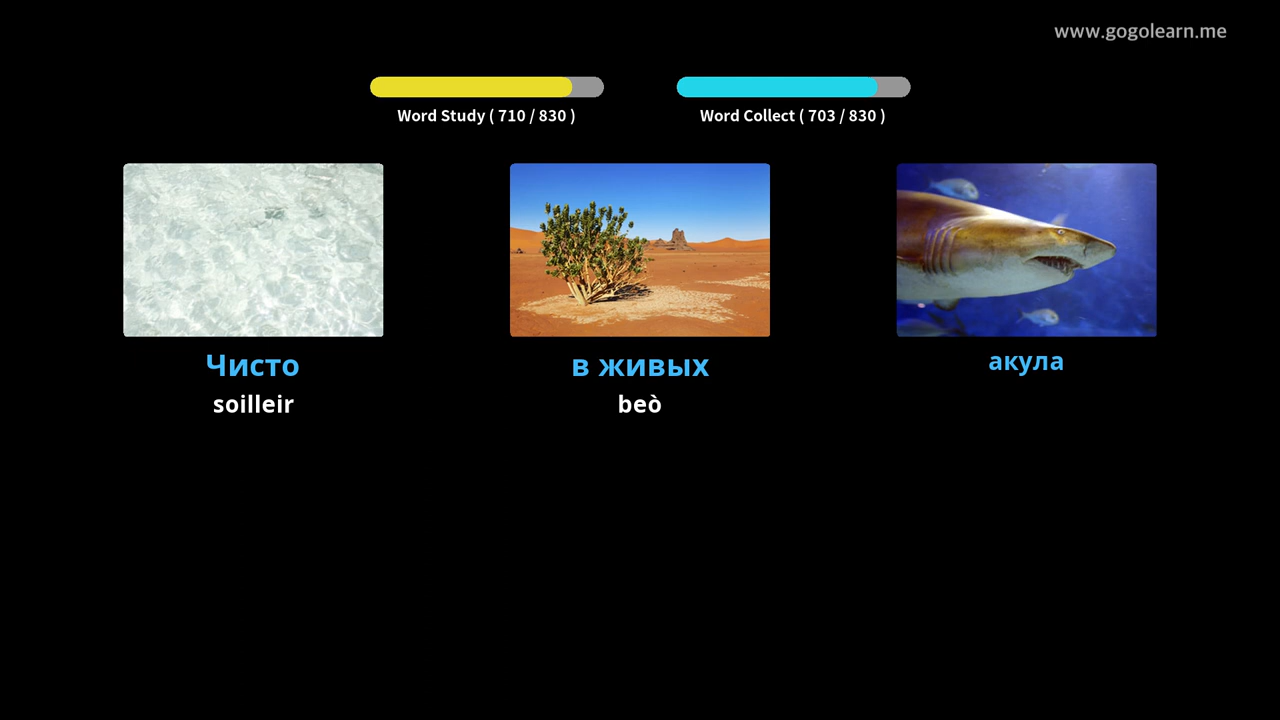 www.gogolearn.me
Word Study ( 710 / 830 )
Word Collect ( 703 / 830 )
Чисто
в живых
акула
soilleir
beò